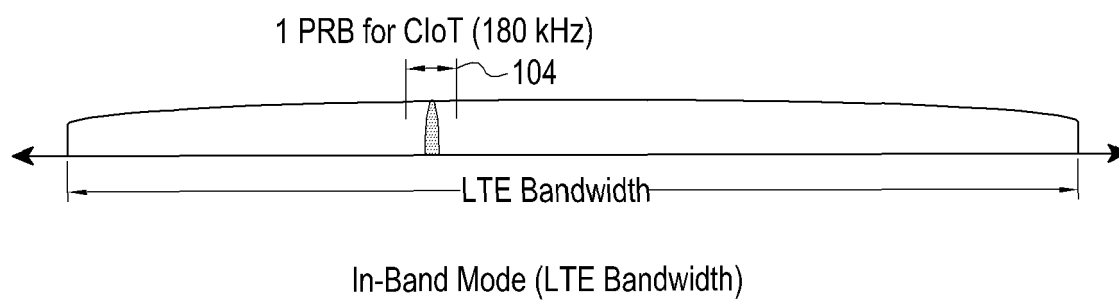 1 PRB for CIoT (180 kHz)
104
LTE Bandwidth
In-Band Mode (LTE Bandwidth)